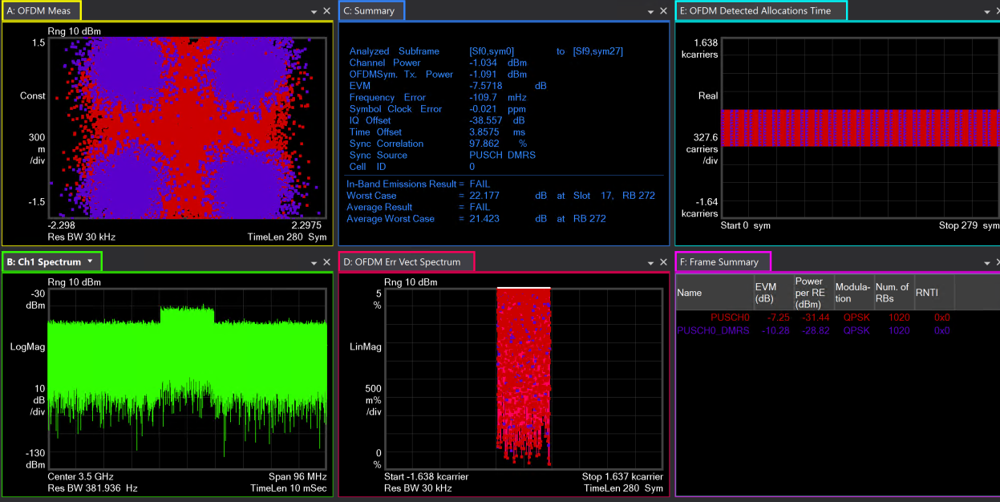 A: OFDM Meas
Rng 10 dBm
1.5
Const
300
m
/div
-1.5
-2.298 2.2975
Res BW 30 kHz TimeLen 280 Sym
B: Ch1 Spectrum
Rng 10 dBm
-30
dBm
LogMag
10
dB
/div
-130
dBm
Center 3.5 GHz Span 96 MHz
Res BW 381.936 Hz TimeLen 10 mSec
C: Summary
Analyzed Subframe [Sf0,sym0] to [Sf9,sym27]
Channel Power -1.034 dBm
OFDMSym. Tx. Power -1.091 dBm
EVM -7.5718 dB
Frequency Error -109.7 mHz
Symbol Clock Error -0.021 ppm
IQ Offset -38.557 dB
Time Offset 3.8575 ms
Sync Correlation 97.862 %
Sync Source PUSCH DMRS
Cell ID 0
In-Band Emissions Result = FAIL
Worst Case = 22.177 dB at Slot 17, RB 272
Average Result = FAIL
Average Worst Case = 21.423 dB at RB 272
D: OFDM Err Vect Spectrum
Rng 10 dBm
5
%
LinMag
500
m%
/div
0
%
Start -1.638 kcarrier Stop 1.637 kcarrier
Res BW 30 kHz TimeLen 280 Sym
E: OFDM Detected Allocations Time
1.638
kcarriers
Real
327.6
carriers
/div
-1.64
kcarriers
Start 0 sym Stop 279 sym
F: Frame Summary
Name EVM (dB) Power per RE (dBm) Modula-tion Num. of RBs RNTI
PUSCH0 -7.25 -31.44 QPSK 1020 0x0
PUSCH0_DMRS -10.28 -28.82 QPSK 1020 0x0